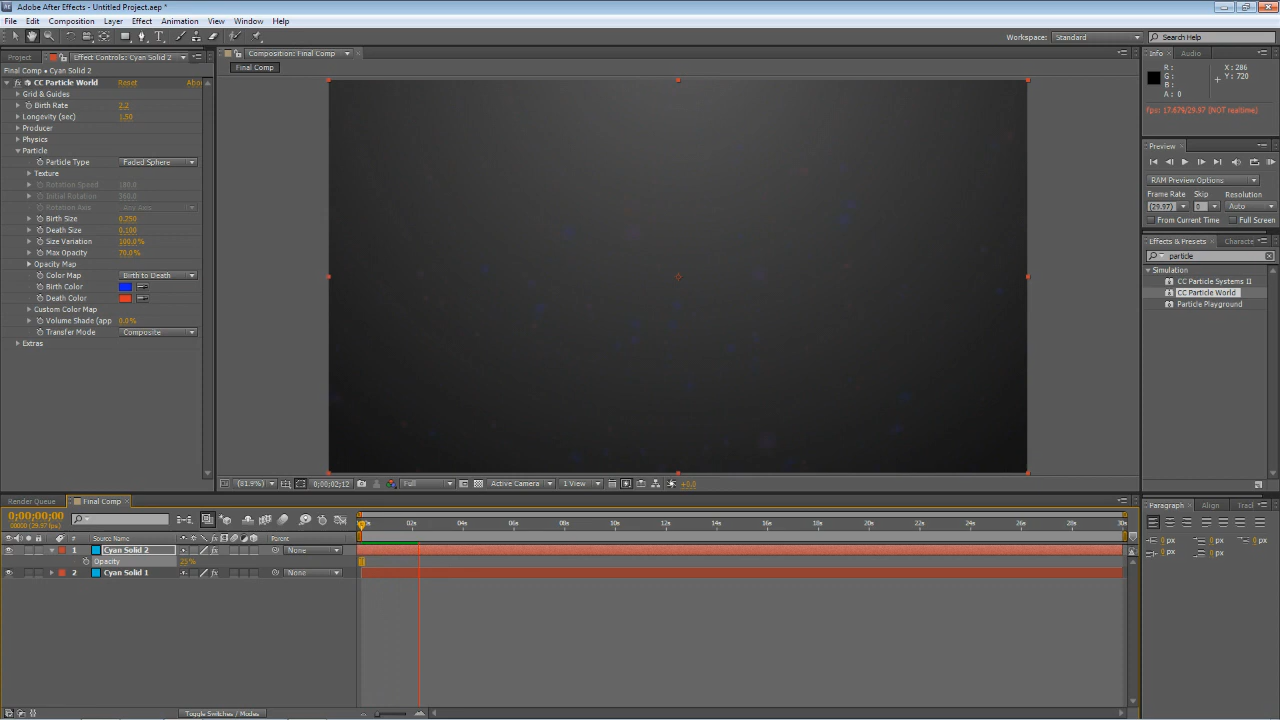 Adobe After Effects - Untitled Project.aep *
File Edit Composition Layer Effect Animation View Window Help
Workspace: Standard Search Help
Project Effect Controls: Cyan Solid 2
Final Comp • Cyan Solid 2
CC Particle World Reset Abo
Grid & Guides
Birth Rate 2.2
Longevity (sec) 1.50
Producer
Physics
Particle
Particle Type Faded Sphere
Texture
Rotation Speed 180.0
Initial Rotation 360.0
Rotation Axis Any Axis
Birth Size 0.250
Death Size 0.100
Size Variation 100.0%
Max Opacity 70.0%
Opacity Map
Color Map Birth to Death
Birth Color
Death Color
Custom Color Map
Volume Shade (app 0.0%
Transfer Mode Composite
Extras
Composition: Final Comp
Final Comp
(81.9%) 0;00;02;12 Full Active Camera 1 View +0.0
Info Audio
R: X: 286
G: Y: 720
B:
A: 0
fps: 17.679/29.97 (NOT realtime)
Preview
RAM Preview Options
Frame Rate Skip Resolution
(29.97) 0 Auto
From Current Time Full Screen
Effects & Presets Characte
particle
Simulation
CC Particle Systems II
CC Particle World
Particle Playground
Render Queue Final Comp
0;00;00;00
00000 (29.97 fps)
02s 04s 06s 08s 10s 12s 14s 16s 18s 20s 22s 24s 26s 28s 30s
# Source Name Parent
1 Cyan Solid 2 None
Opacity 25%
2 Cyan Solid 1 None
Toggle Switches / Modes
Paragraph Align Tracl
0 px 0 px 0 px
0 px 0 px